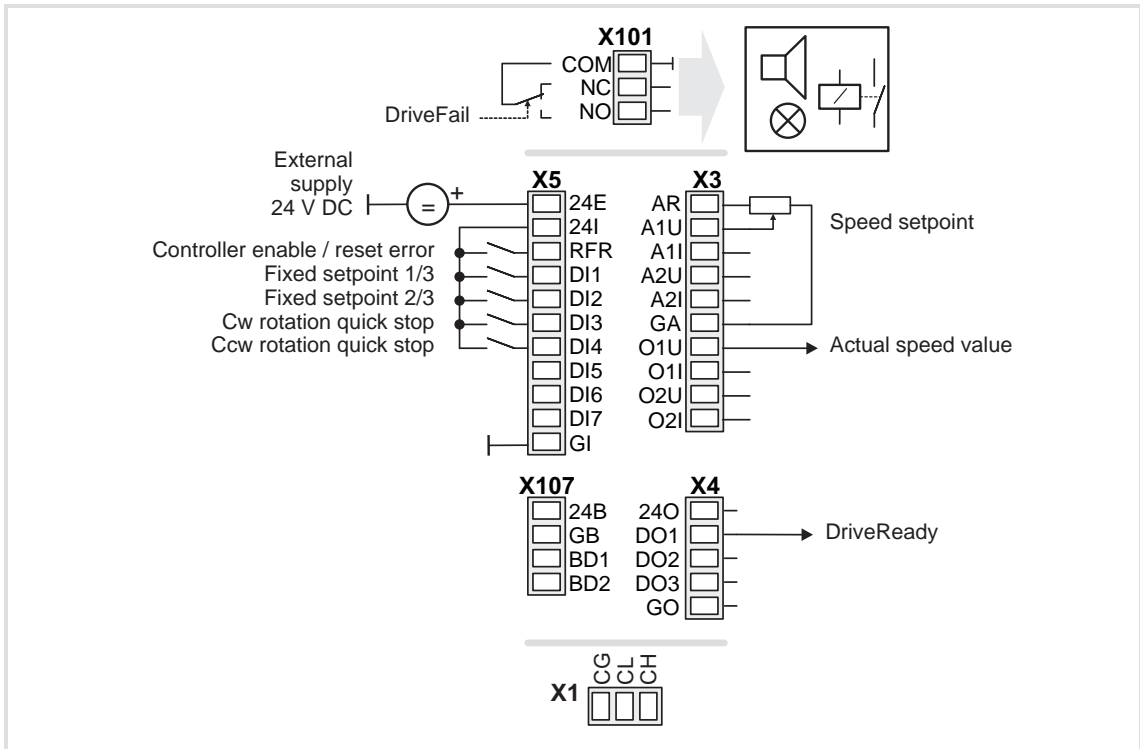 X101
COM
NC
NO
DriveFail
External
supply
24 V DC
=
+
X5
24E
24I
RFR
DI1
DI2
DI3
DI4
DI5
DI6
DI7
GI
Controller enable / reset error
Fixed setpoint 1/3
Fixed setpoint 2/3
Cw rotation quick stop
Ccw rotation quick stop
X3
AR
A1U
A1I
A2U
A2I
GA
O1U
O1I
O2U
O2I
Speed setpoint
Actual speed value
X107
24B
GB
BD1
BD2
X4
24O
DO1
DO2
DO3
GO
DriveReady
X1
CG
CL
CH